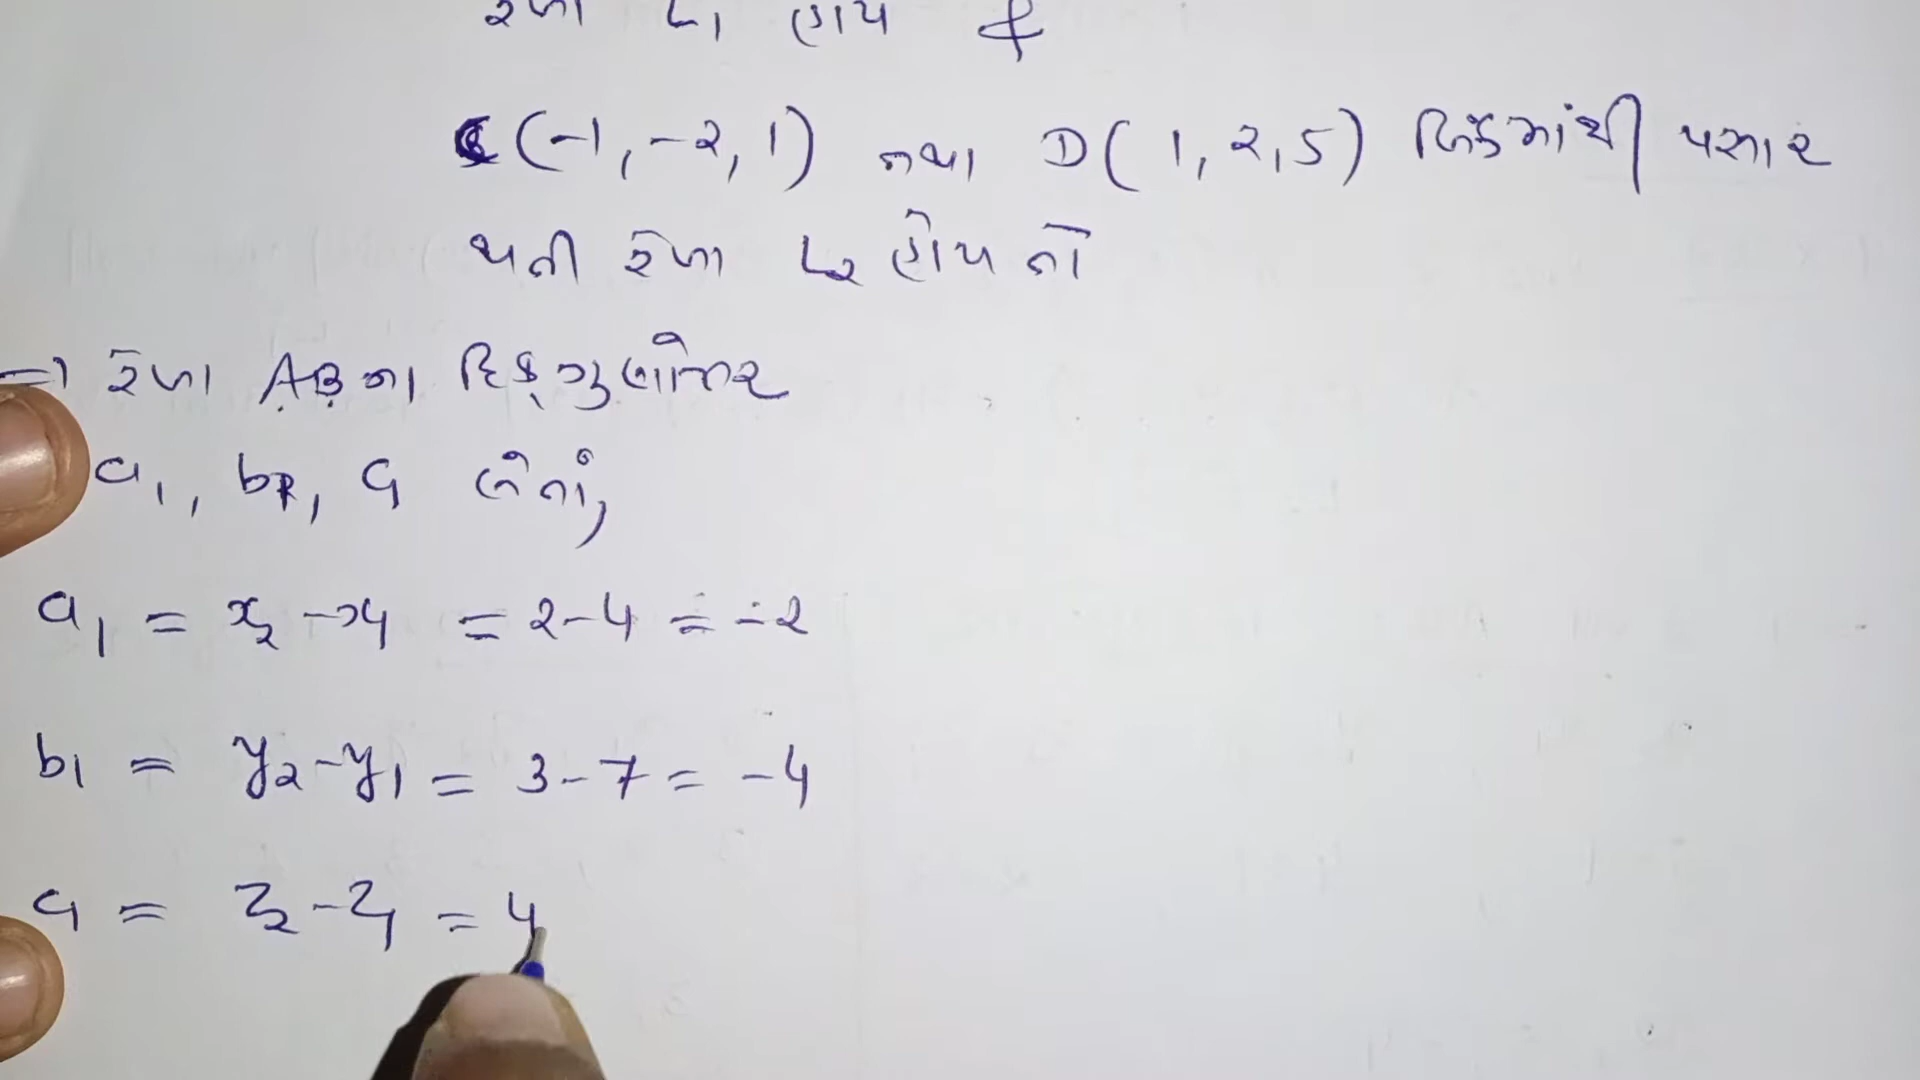 રેખા L₁ હોય &
C(-1, -2, 1) તથા D(1, 2, 5) બિંદુમાંથી પસાર
થતી રેખા L₂ હોય તો
→ રેખા AB ના દિક્ગુણોત્તર
a₁, b₁, c₁ લેતાં,
a₁ = x₂ - x₁ = 2 - 4 = -2
b₁ = y₂ - y₁ = 3 - 7 = -4
c₁ = z₂ - z₁ = 4